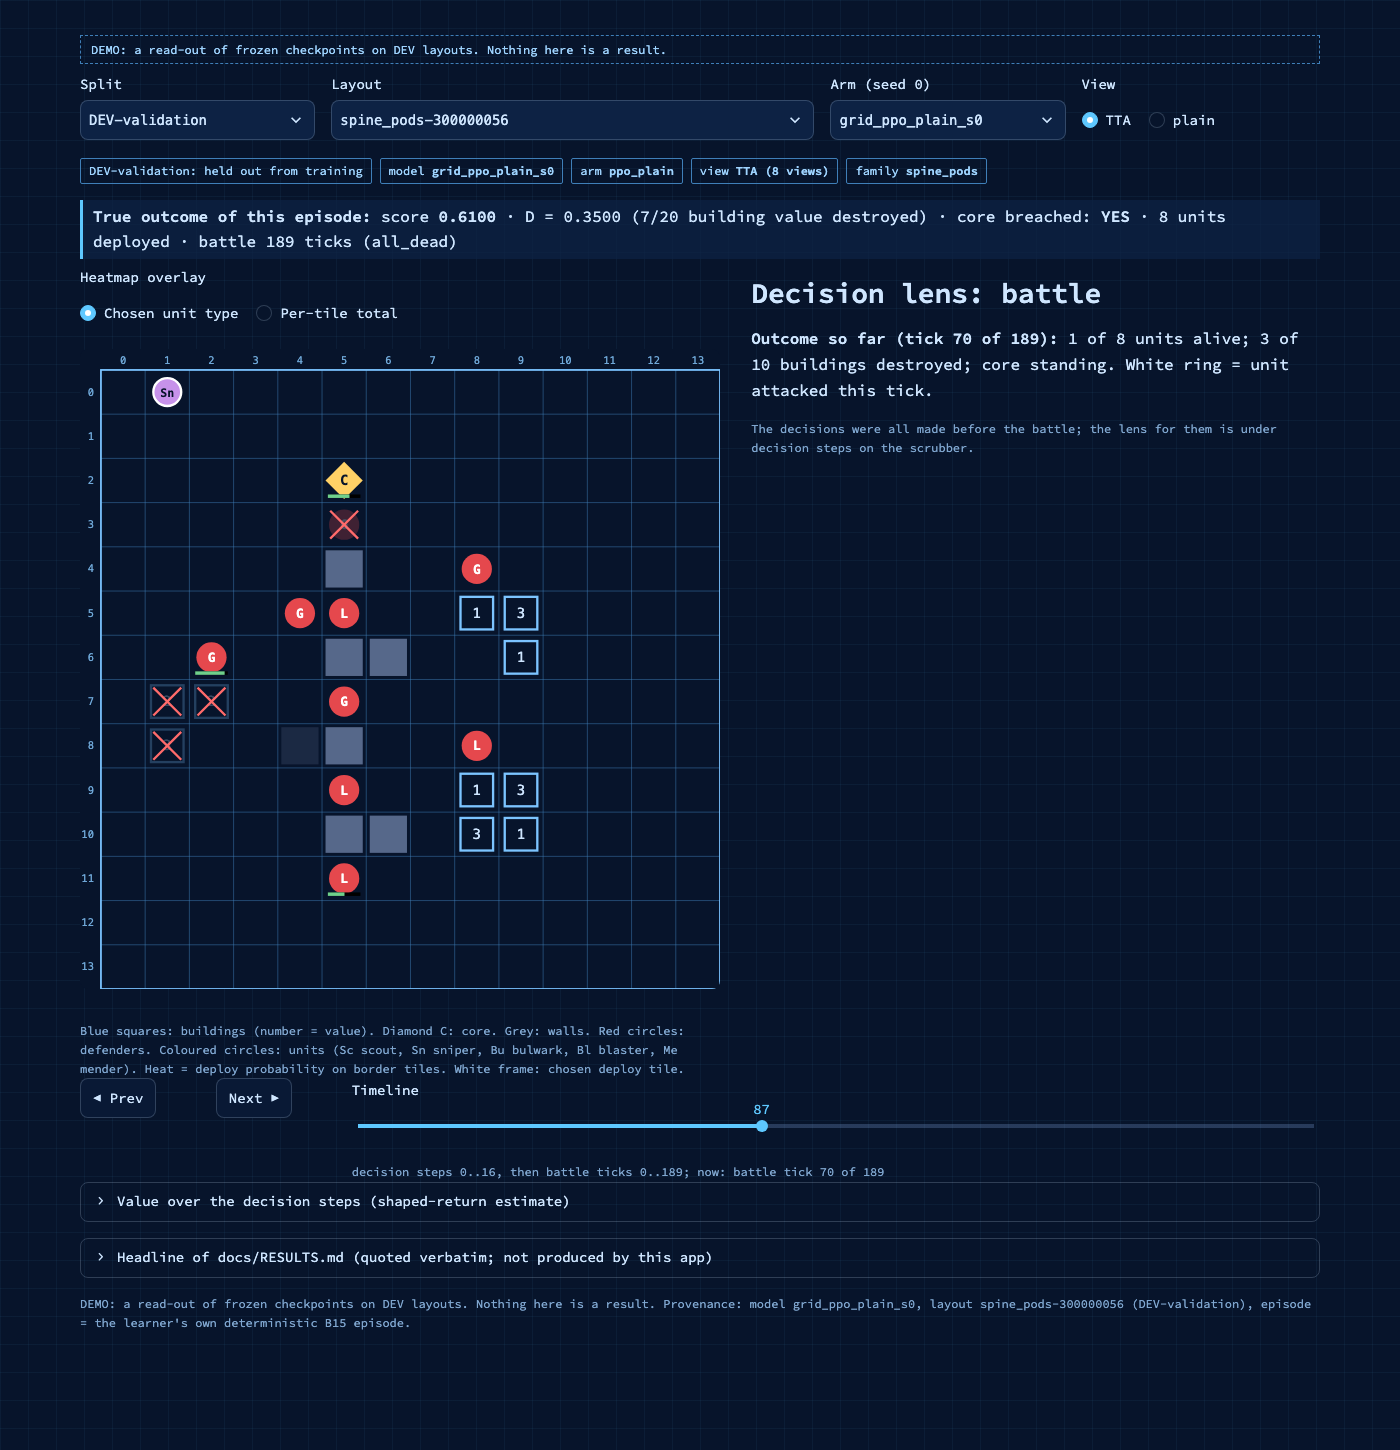 DEMO: a read-out of frozen checkpoints on DEV layouts. Nothing here is a result.
Split
Layout
Arm (seed 0)
View
DEV-validation
spine_pods-300000056
grid_ppo_plain_s0
TTA
plain
DEV-validation: held out from training
model grid_ppo_plain_s0
arm ppo_plain
view TTA (8 views)
family spine_pods
True outcome of this episode: score 0.6100 · D = 0.3500 (7/20 building value destroyed) · core breached: YES · 8 units
deployed · battle 189 ticks (all_dead)
Heatmap overlay
Chosen unit type
Per-tile total
Decision lens: battle
Outcome so far (tick 70 of 189): 1 of 8 units alive; 3 of
10 buildings destroyed; core standing. White ring = unit
attacked this tick.
The decisions were all made before the battle; the lens for them is under
decision steps on the scrubber.
0 1 2 3 4 5 6 7 8 9 10 11 12 13
0 Sn
1
2 C
3
4 G
5 G L 1 3
6 G 1
7 G
8 L
9 L 1 3
10 3 1
11 L
12
13
Blue squares: buildings (number = value). Diamond C: core. Grey: walls. Red circles:
defenders. Coloured circles: units (Sc scout, Sn sniper, Bu bulwark, Bl blaster, Me
mender). Heat = deploy probability on border tiles. White frame: chosen deploy tile.
◄ Prev
Next ►
Timeline
87
decision steps 0..16, then battle ticks 0..189; now: battle tick 70 of 189
Value over the decision steps (shaped-return estimate)
Headline of docs/RESULTS.md (quoted verbatim; not produced by this app)
DEMO: a read-out of frozen checkpoints on DEV layouts. Nothing here is a result. Provenance: model grid_ppo_plain_s0, layout spine_pods-300000056 (DEV-validation), episode
= the learner's own deterministic B15 episode.